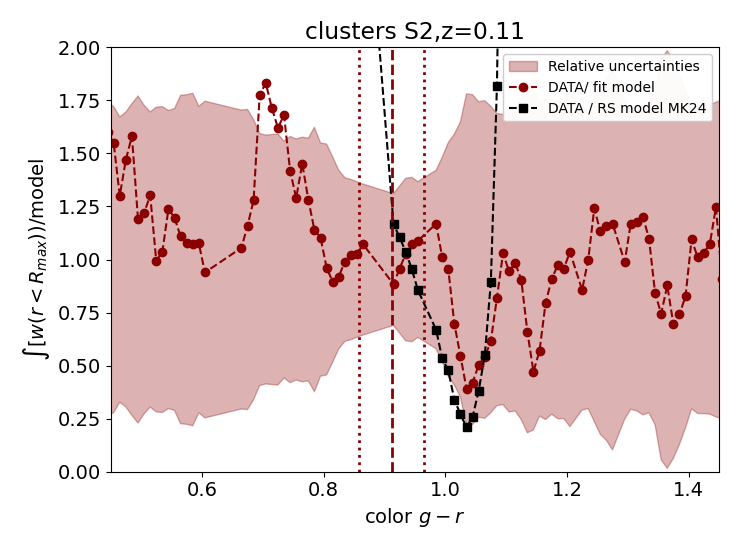 clusters S2,z=0.11
Relative uncertainties
DATA/ fit model
DATA / RS model MK24
∫[w(r < R_{max}))/model
2.00
1.75
1.50
1.25
1.00
0.75
0.50
0.25
0.00
0.6 0.8 1.0 1.2 1.4
color g − r